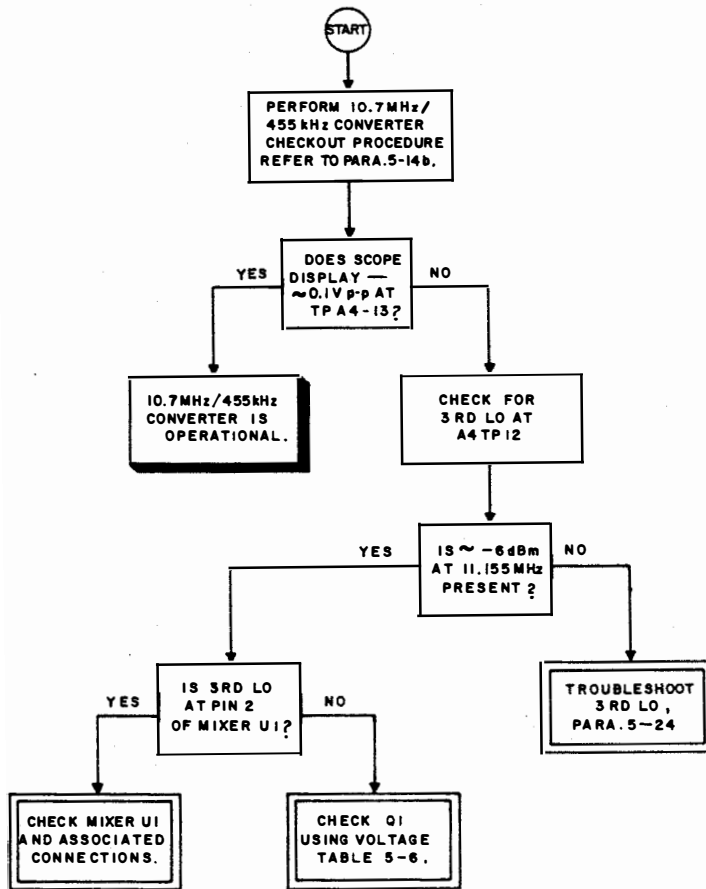 START
PERFORM 10.7MHz/
455kHz CONVERTER
CHECKOUT PROCEDURE
REFER TO PARA.5-14b.
DOES SCOPE
DISPLAY —
~0.1V p-p AT
TP A4-13?
YES
NO
10.7MHz/455kHz
CONVERTER IS
OPERATIONAL.
CHECK FOR
3RD LO AT
A4TP12
IS ~ -6dBm
AT 11.155MHz
PRESENT ?
YES
NO
IS 3RD LO
AT PIN 2
OF MIXER U1?
YES
NO
TROUBLESHOOT
3RD LO,
PARA. 5-24
CHECK MIXER U1
AND ASSOCIATED
CONNECTIONS.
CHECK Q1
USING VOLTAGE
TABLE 5-6.